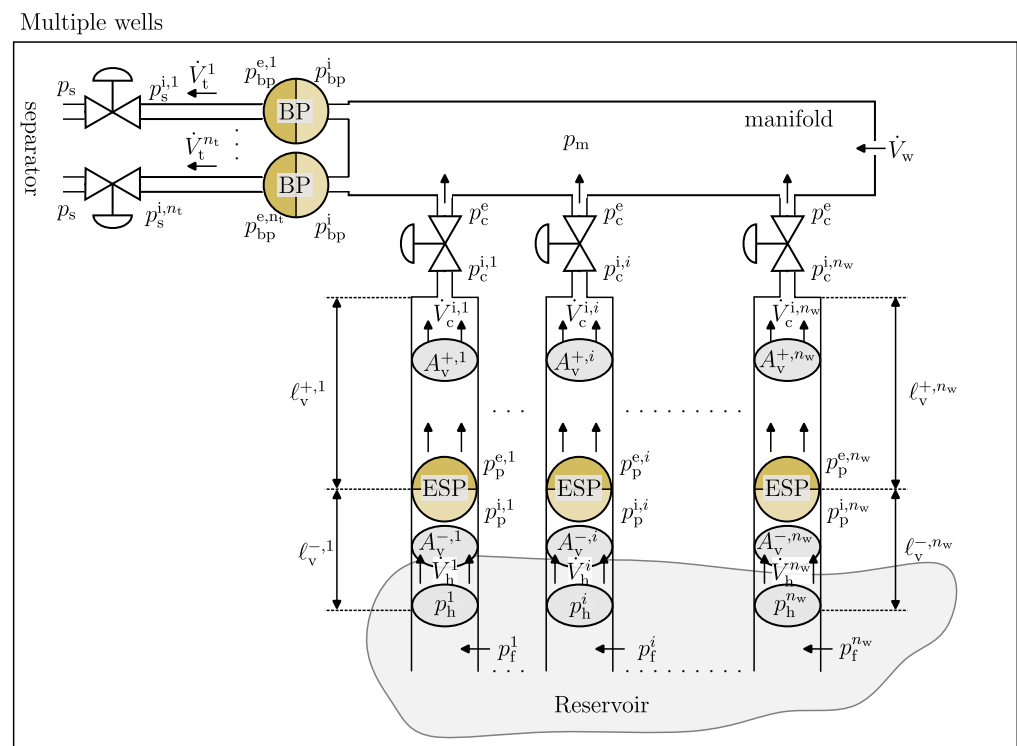 Multiple wells
V̇_t^1
p_bp^{e,1} p_bp^i
p_s p_s^{i,1}
BP
manifold
separator
V̇_t^{n_t}
p_m
V̇_w
BP
p_s p_s^{i,n_t}
p_bp^{e,n_t} p_bp^i
p_c^e p_c^e p_c^e
p_c^{i,1} p_c^{i,i} p_c^{i,n_w}
V̇_c^{i,1} V̇_c^{i,i} V̇_c^{i,n_w}
A_v^{+,1} A_v^{+,i} A_v^{+,n_w}
ℓ_v^{+,1} ℓ_v^{+,n_w}
. . . . . . . . . . . .
p_p^{e,1} p_p^{e,i} p_p^{e,n_w}
ESP ESP ESP
p_p^{i,1} p_p^{i,i} p_p^{i,n_w}
A_v^{-,1} A_v^{-,i} A_v^{-,n_w}
ℓ_v^{-,1} ℓ_v^{-,n_w}
V̇_h^1 V̇_h^i V̇_h^{n_w}
p_h^1 p_h^i p_h^{n_w}
p_f^1 p_f^i p_f^{n_w}
. . . . . . . . . . . .
Reservoir